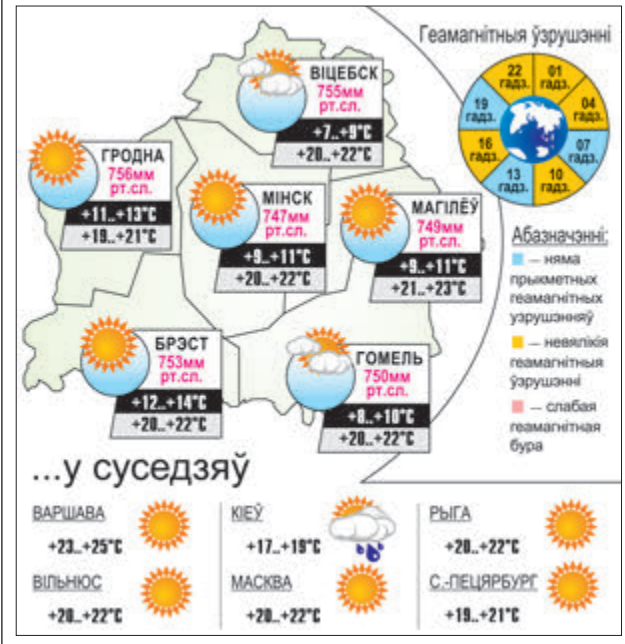 Геамагнітныя ўзрушэнні
22 гадз.
01 гадз.
04 гадз.
07 гадз.
10 гадз.
13 гадз.
16 гадз.
19 гадз.
ВІЦЕБСК
755мм
рт.сл.
+7..+9°C
+20..+22°C
ГРОДНА
756мм
рт.сл.
+11..+13°C
+19..+21°C
МІНСК
747мм
рт.сл.
+9..+11°C
+20..+22°C
МАГІЛЁЎ
749мм
рт.сл.
+9..+11°C
+21..+23°C
БРЭСТ
753мм
рт.сл.
+12..+14°C
+20..+22°C
ГОМЕЛЬ
750мм
рт.сл.
+8..+10°C
+20..+22°C
Абазначэнні:
— няма
прыкметных
геамагнітных
узрушэнняў
— невялікія
геамагнітныя
ўзрушэнні
— слабая
геамагнітная
бура
...у суседзяў
ВАРШАВА
+23..+25°C
КІЕЎ
+17..+19°C
РЫГА
+20..+22°C
ВІЛЬНЮС
+20..+22°C
МАСКВА
+20..+22°C
С.-ПЕЦЯРБУРГ
+19..+21°C